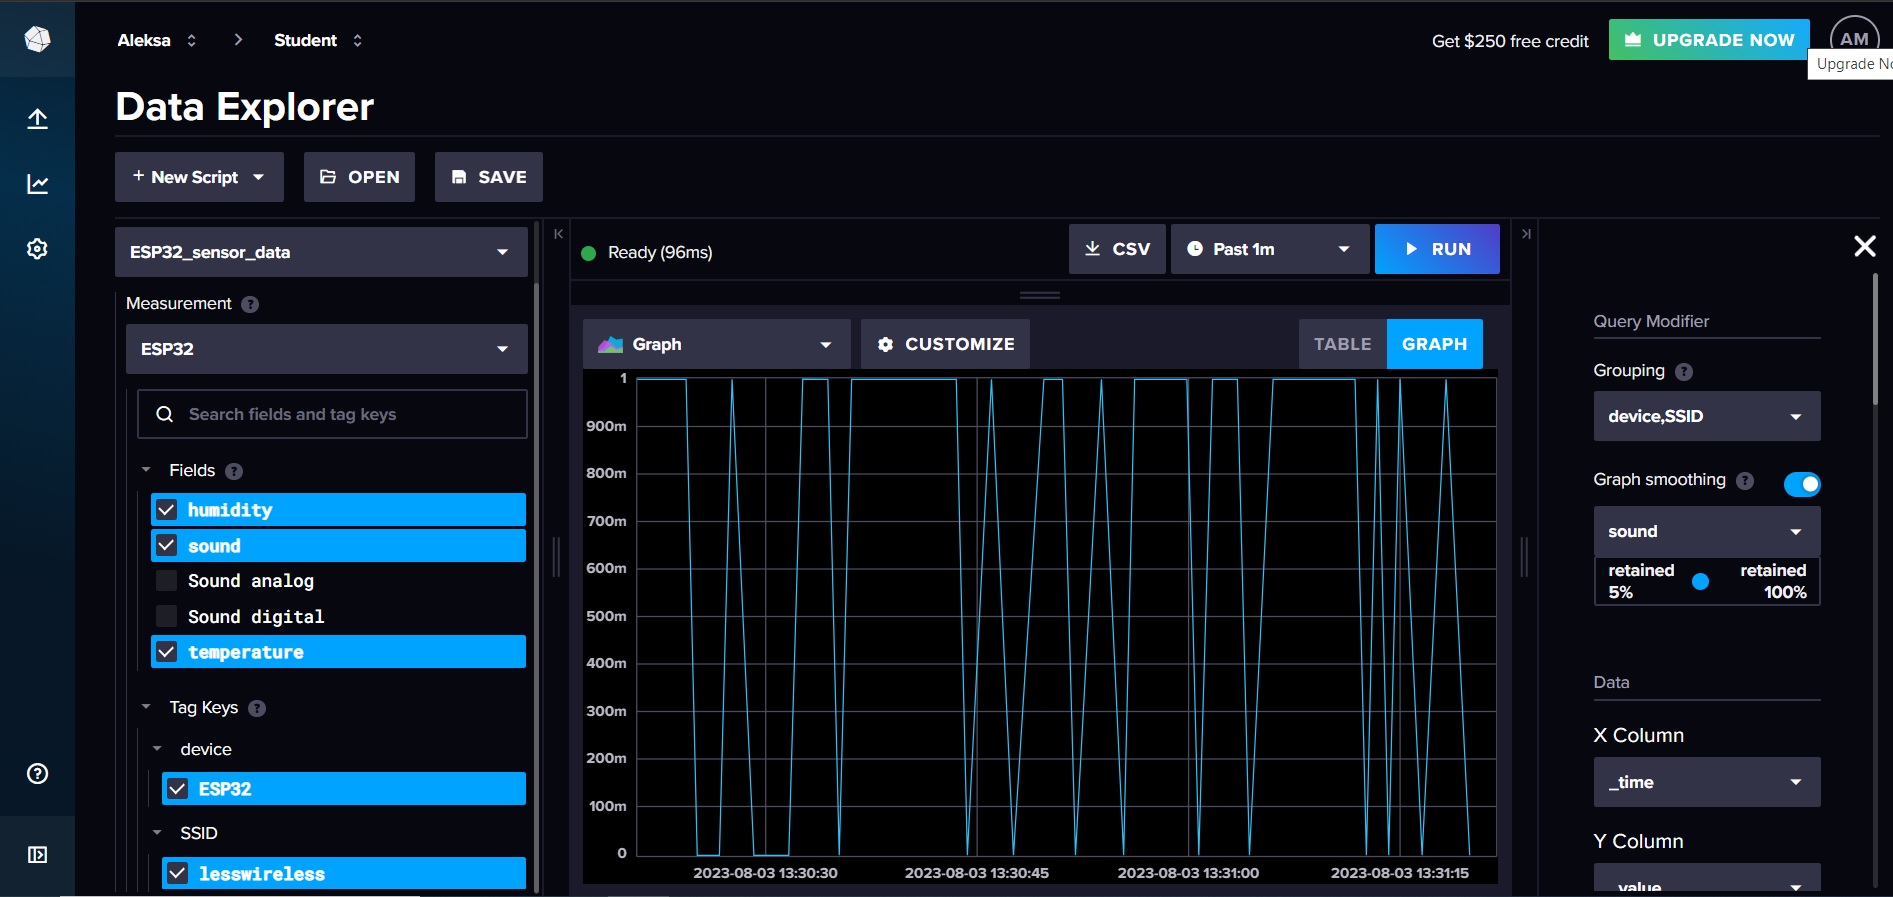 Aleksa
Student
Get $250 free credit
UPGRADE NOW
AM
Upgrade No
Data Explorer
+ New Script
OPEN
SAVE
ESP32_sensor_data
Measurement ?
ESP32
Search fields and tag keys
Fields ?
humidity
sound
Sound analog
Sound digital
temperature
Tag Keys ?
device
ESP32
SSID
lesswireless
Ready (96ms)
CSV
Past 1m
RUN
Graph
CUSTOMIZE
TABLE
GRAPH
1
900m
800m
700m
600m
500m
400m
300m
200m
100m
0
2023-08-03 13:30:30
2023-08-03 13:30:45
2023-08-03 13:31:00
2023-08-03 13:31:15
Query Modifier
Grouping ?
device,SSID
Graph smoothing ?
sound
retained 5%
retained 100%
Data
X Column
_time
Y Column
_value